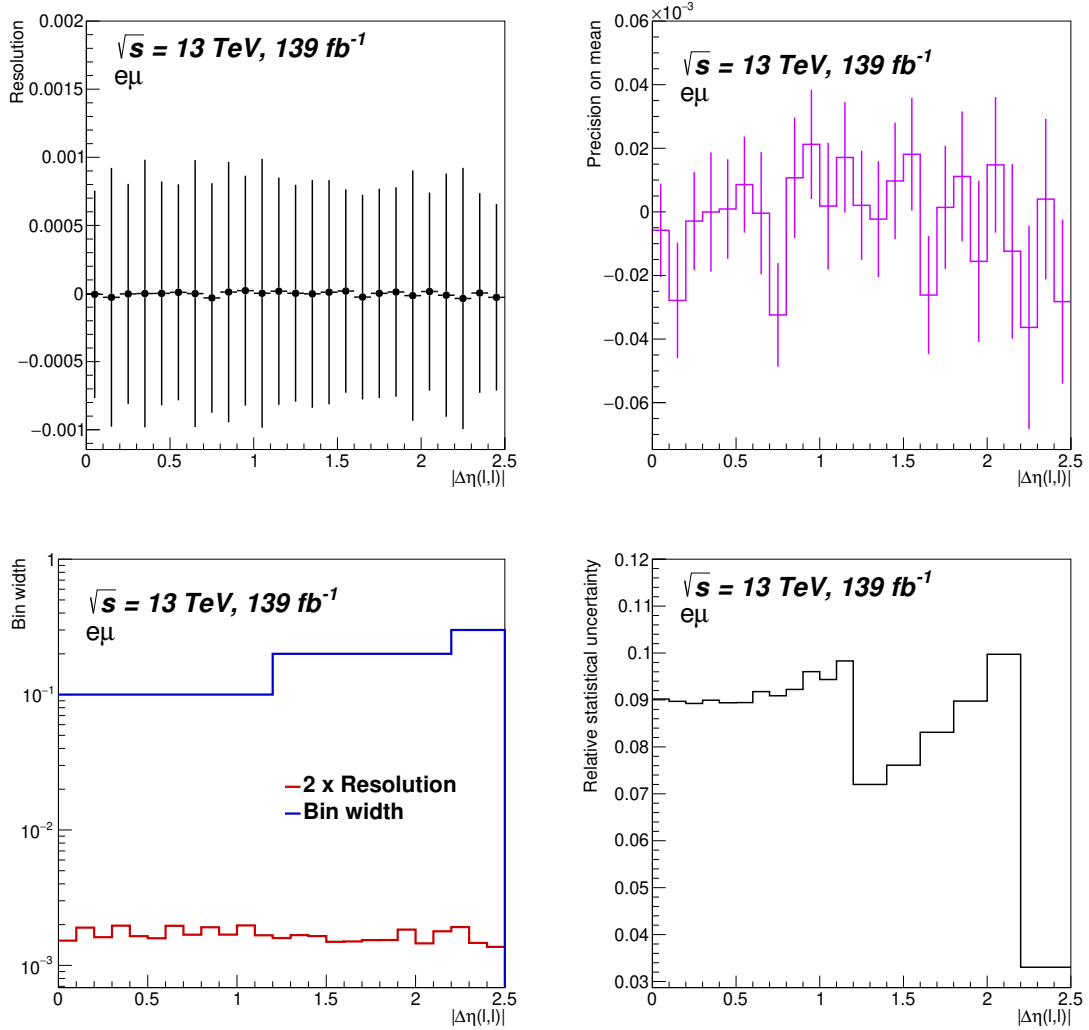 Resolution
0.002
0.0015
0.001
0.0005
0
−0.0005
−0.001
√s = 13 TeV, 139 fb⁻¹
eμ
0 0.5 1 1.5 2 2.5
|Δη(l,l)|
×10⁻³
Precision on mean
0.06
0.04
0.02
0
−0.02
−0.04
−0.06
√s = 13 TeV, 139 fb⁻¹
eμ
0 0.5 1 1.5 2 2.5
|Δη(l,l)|
Bin width
1
10⁻¹
10⁻²
10⁻³
√s = 13 TeV, 139 fb⁻¹
eμ
2 x Resolution
Bin width
0 0.5 1 1.5 2 2.5
|Δη(l,l)|
Relative statistical uncertainty
0.12
0.11
0.1
0.09
0.08
0.07
0.06
0.05
0.04
0.03
√s = 13 TeV, 139 fb⁻¹
eμ
0 0.5 1 1.5 2 2.5
|Δη(l,l)|